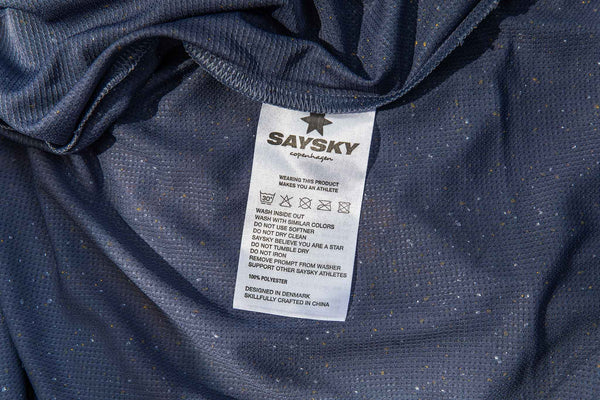 SAYSKY
copenhagen
WEARING THIS PRODUCT
MAKES YOU AN ATHLETE
30°
WASH INSIDE OUT
WASH WITH SIMILAR COLORS
DO NOT USE SOFTNER
DO NOT DRY CLEAN
SAYSKY BELIEVE YOU ARE A STAR
DO NOT TUMBLE DRY
DO NOT IRON
REMOVE PROMPT FROM WASHER
SUPPORT OTHER SAYSKY ATHLETES
100% POLYESTER
DESIGNED IN DENMARK
SKILLFULLY CRAFTED IN CHINA